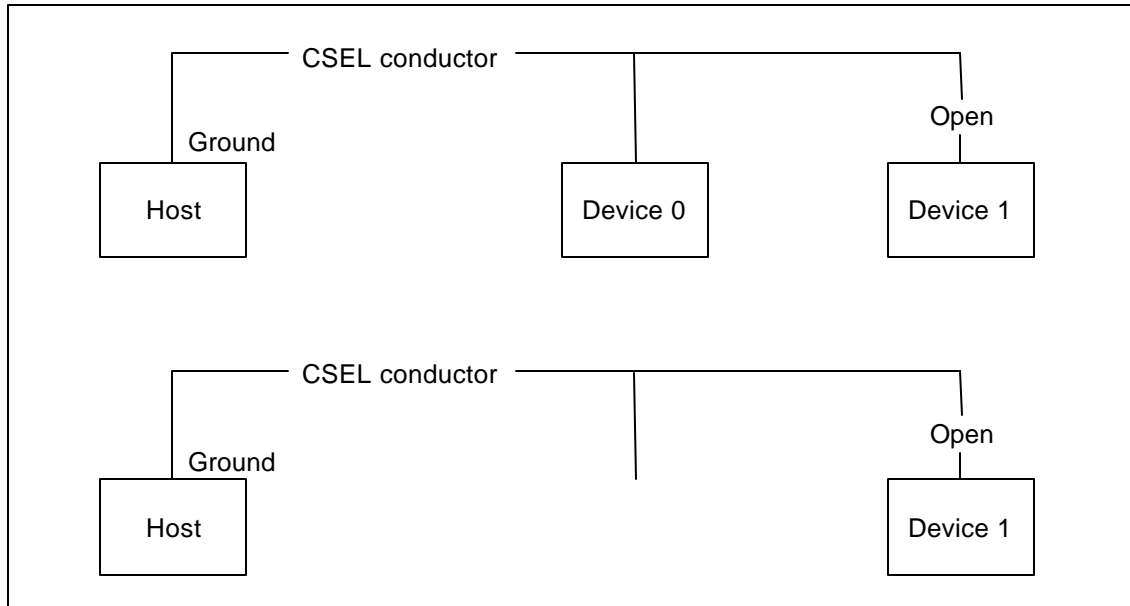 CSEL conductor
Open
Ground
Host
Device 0
Device 1
CSEL conductor
Open
Ground
Host
Device 1